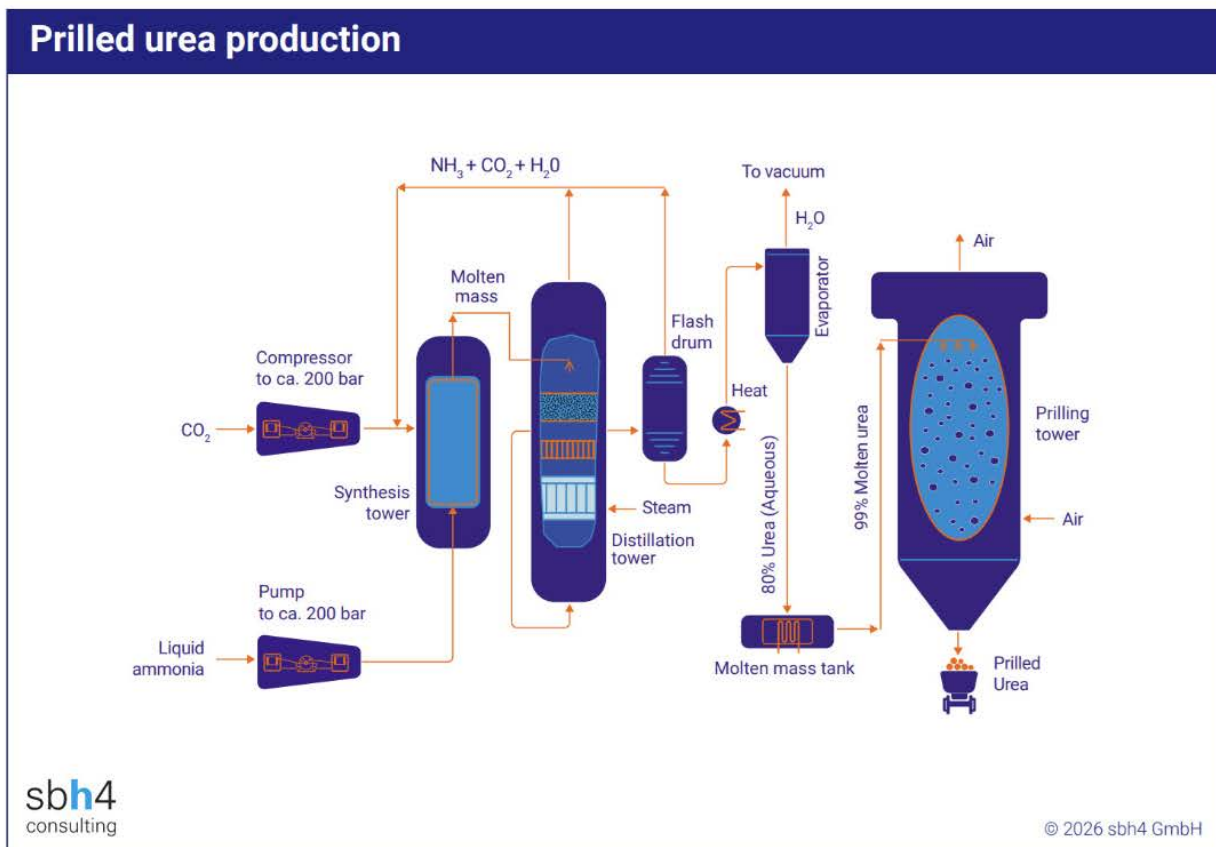 Prilled urea production
NH₃ + CO₂ + H₂0
To vacuum
H₂O
Air
Molten
mass
Evaporator
Flash
drum
Compressor
to ca. 200 bar
Heat
CO₂
Prilling
tower
Synthesis
tower
Steam
Distillation
tower
80% Urea (Aqueous)
99% Molten urea
Air
Pump
to ca. 200 bar
Liquid
ammonia
Molten mass tank
Prilled
Urea
sbh4
consulting
© 2026 sbh4 GmbH